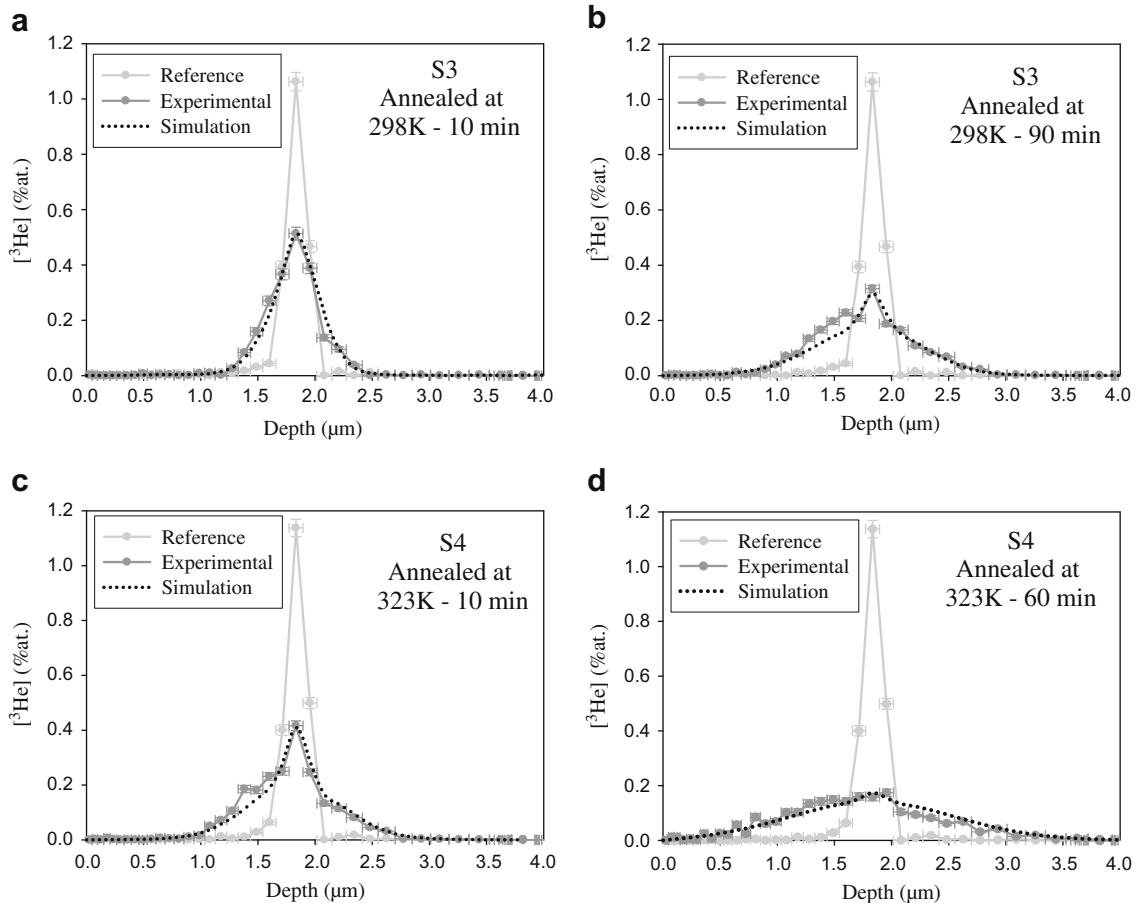 a
1.2
1.0
0.8
0.6
0.4
0.2
0.0
[³He] (%at.)
Reference
Experimental
Simulation
S3
Annealed at
298K - 10 min
0.0 0.5 1.0 1.5 2.0 2.5 3.0 3.5 4.0
Depth (µm)
b
1.2
1.0
0.8
0.6
0.4
0.2
0.0
[³He] (%at.)
Reference
Experimental
Simulation
S3
Annealed at
298K - 90 min
0.0 0.5 1.0 1.5 2.0 2.5 3.0 3.5 4.0
Depth (µm)
c
1.2
1.0
0.8
0.6
0.4
0.2
0.0
[³He] (%at.)
Reference
Experimental
Simulation
S4
Annealed at
323K - 10 min
0.0 0.5 1.0 1.5 2.0 2.5 3.0 3.5 4.0
Depth (µm)
d
1.2
1.0
0.8
0.6
0.4
0.2
0.0
[³He] (%at.)
Reference
Experimental
Simulation
S4
Annealed at
323K - 60 min
0.0 0.5 1.0 1.5 2.0 2.5 3.0 3.5 4.0
Depth (µm)